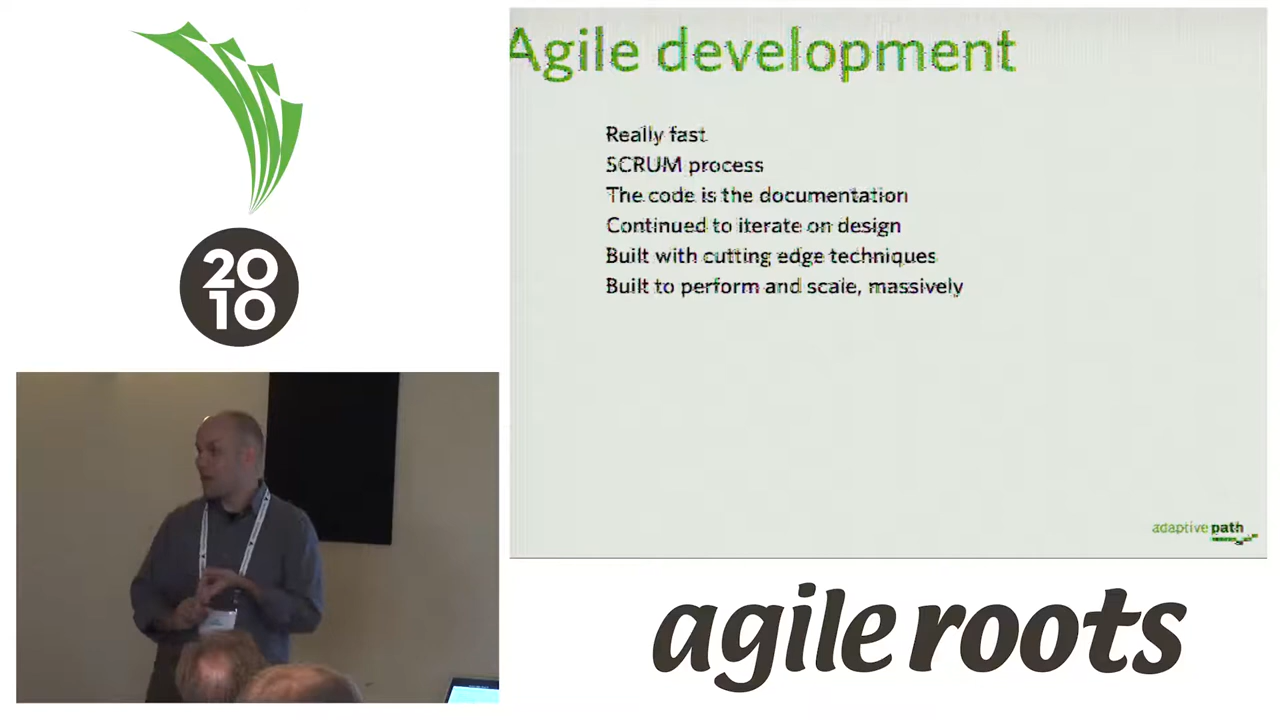 20
10
Agile development
Really fast
SCRUM process
The code is the documentation
Continued to iterate on design
Built with cutting edge techniques
Built to perform and scale, massively
adaptive path
agile roots